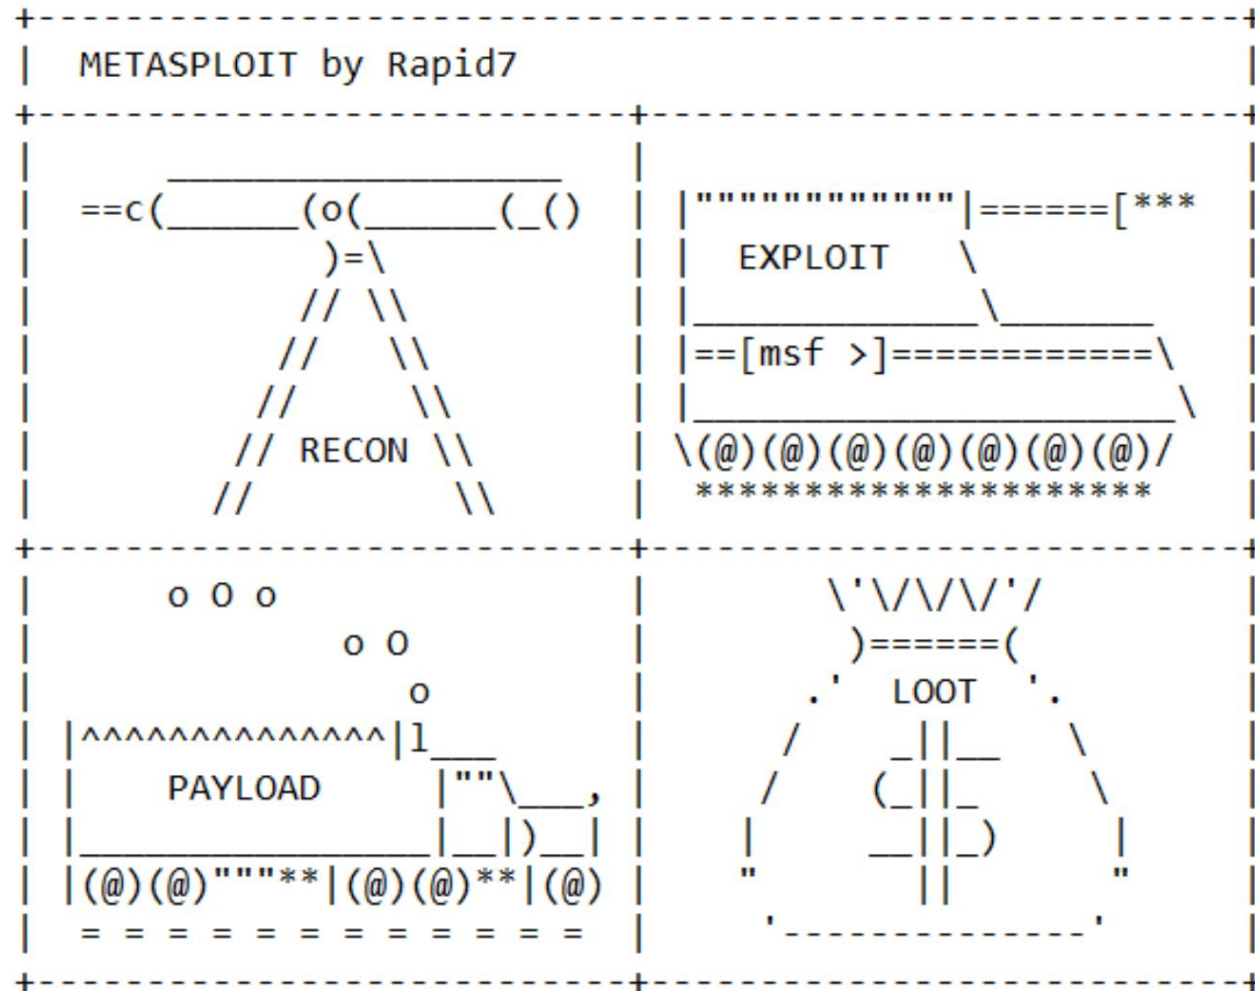 METASPLOIT by Rapid7
RECON
EXPLOIT
==[msf >]============
PAYLOAD
LOOT